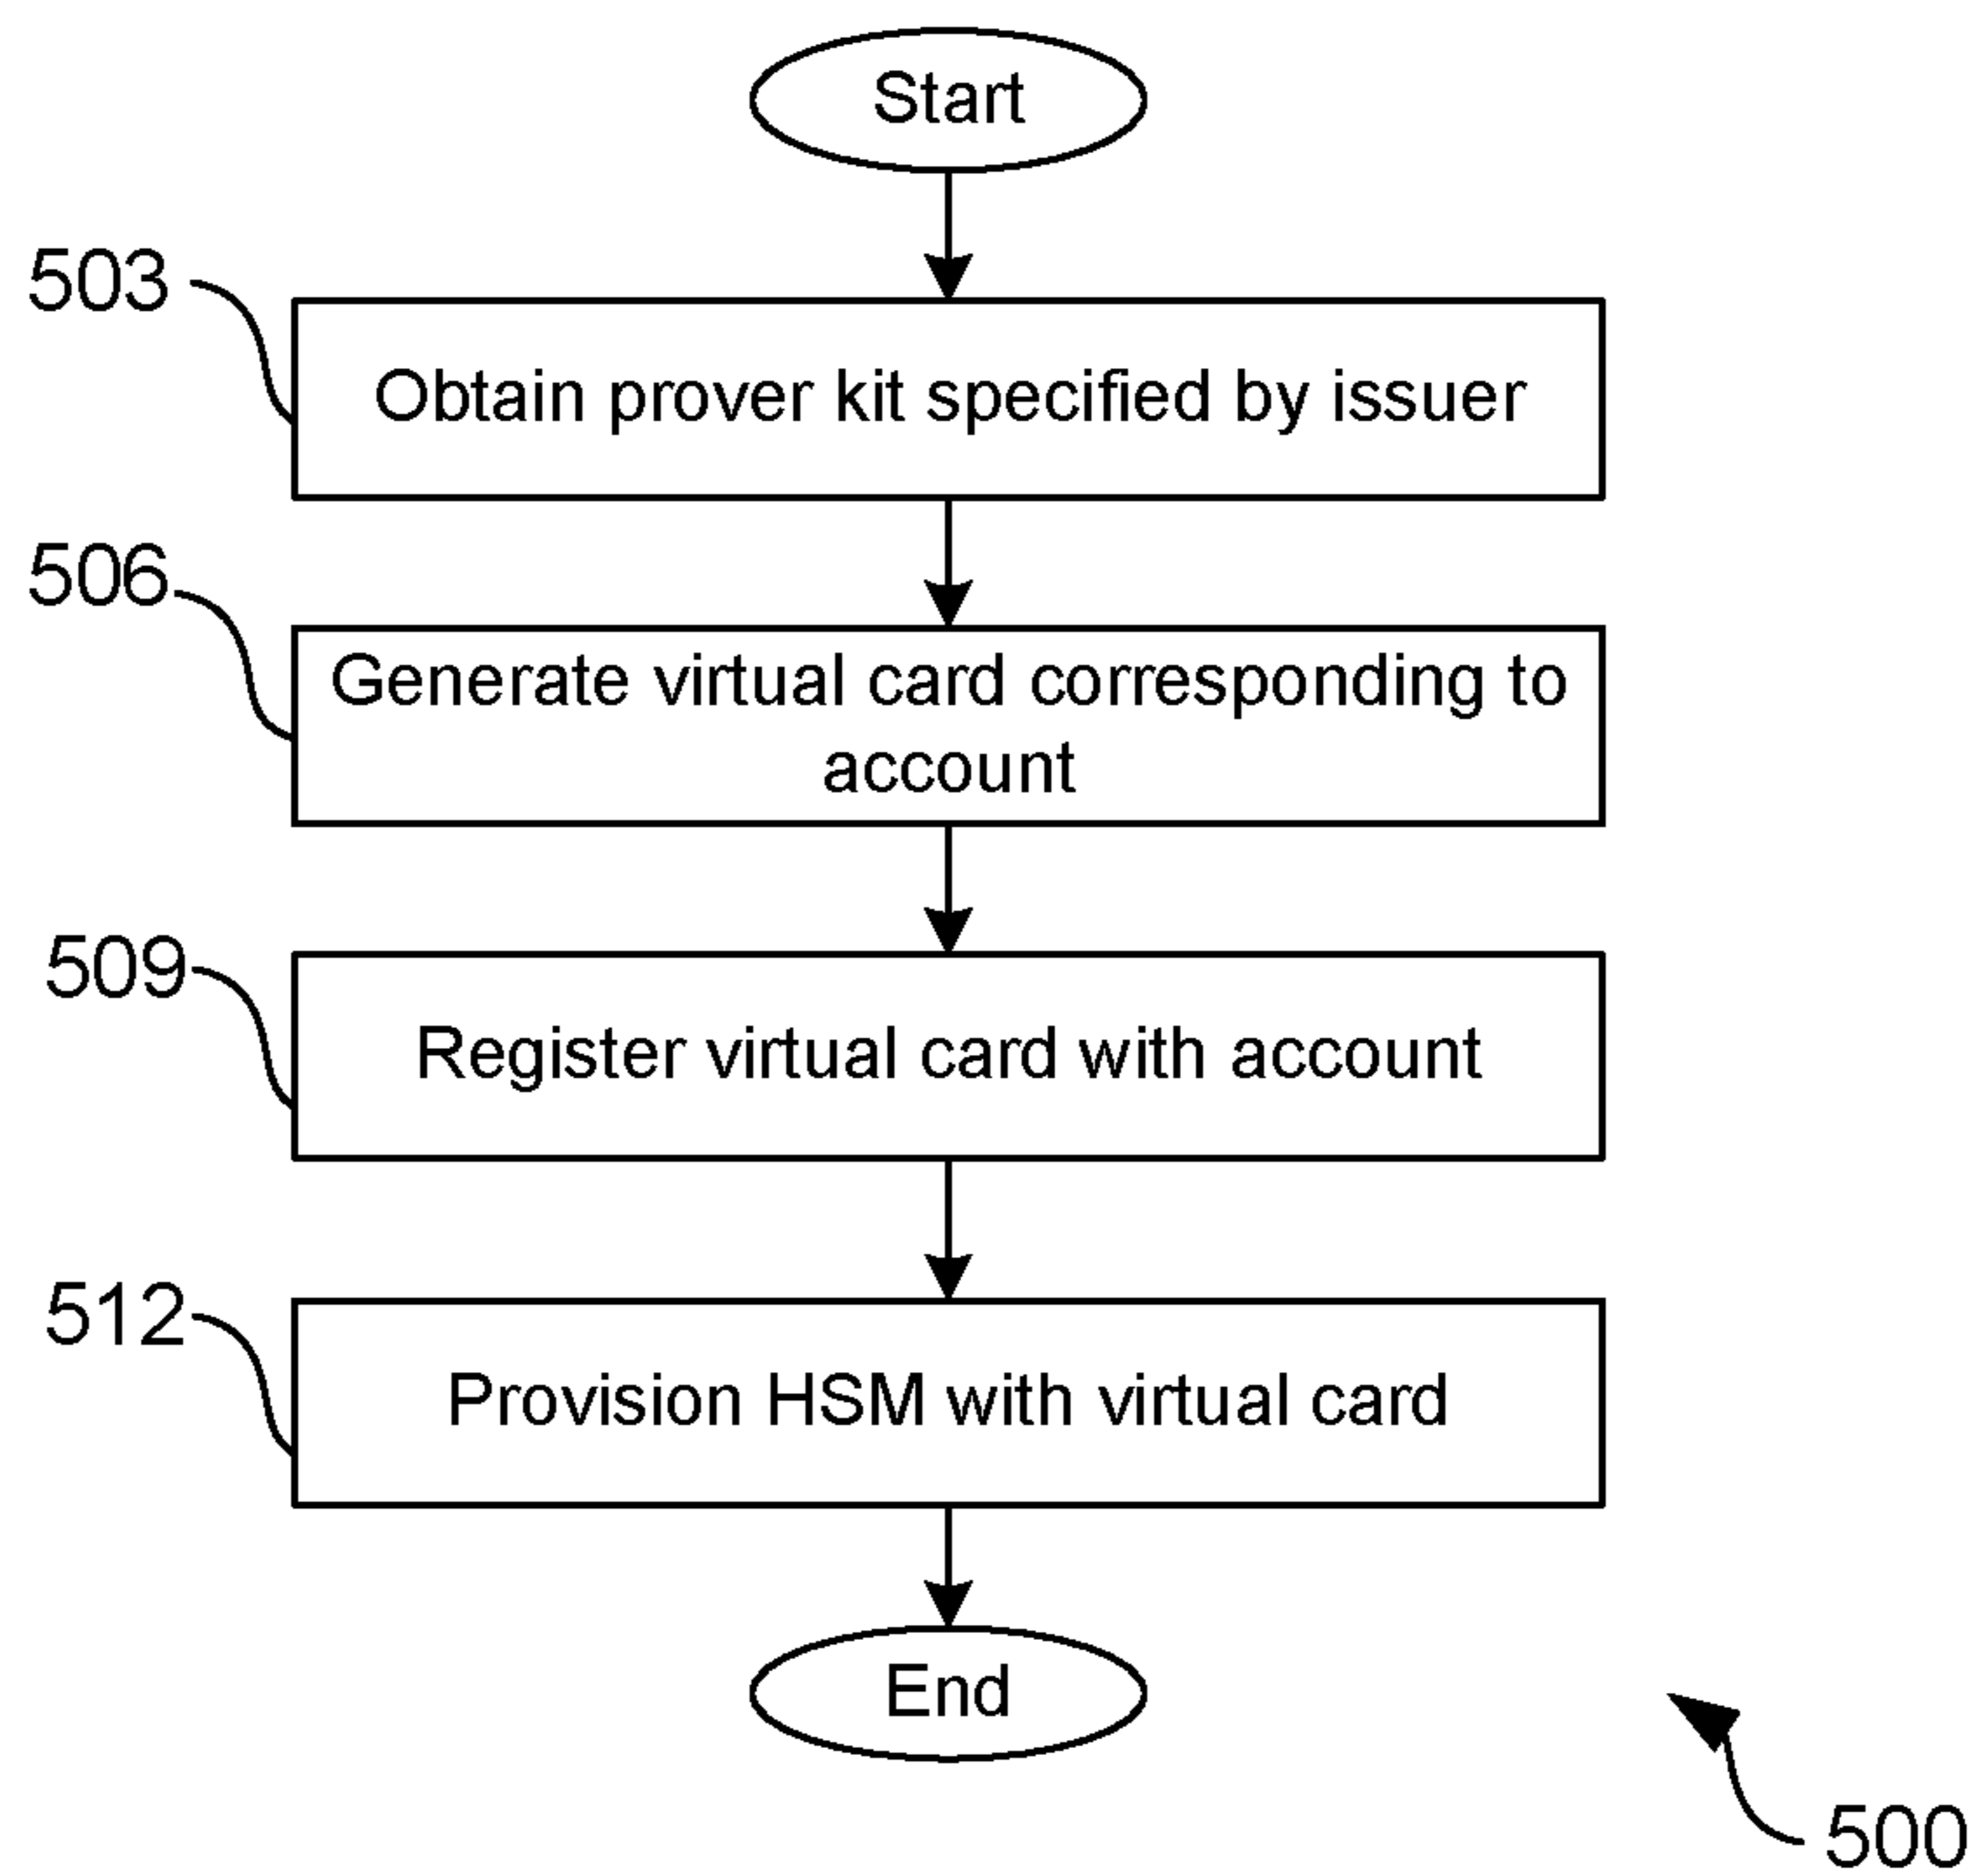 Start
503
Obtain prover kit specified by issuer
506
Generate virtual card corresponding to
account
509
Register virtual card with account
512
Provision HSM with virtual card
End
500